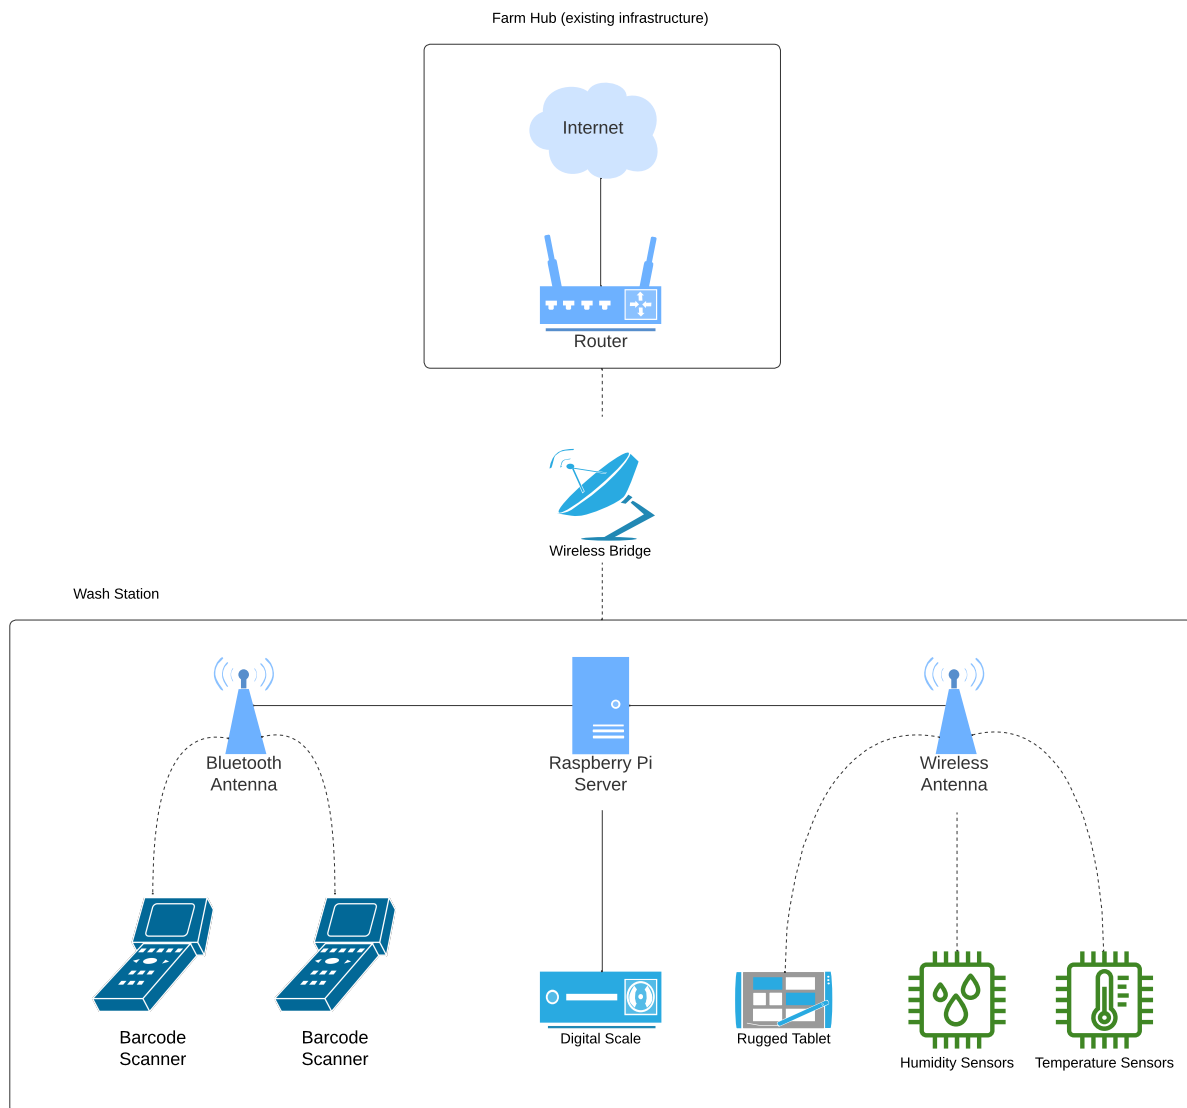 Farm Hub (existing infrastructure)
Internet
Router
Wireless Bridge
Wash Station
Bluetooth
Antenna
Raspberry Pi
Server
Wireless
Antenna
Barcode
Scanner
Barcode
Scanner
Digital Scale
Rugged Tablet
Humidity Sensors
Temperature Sensors